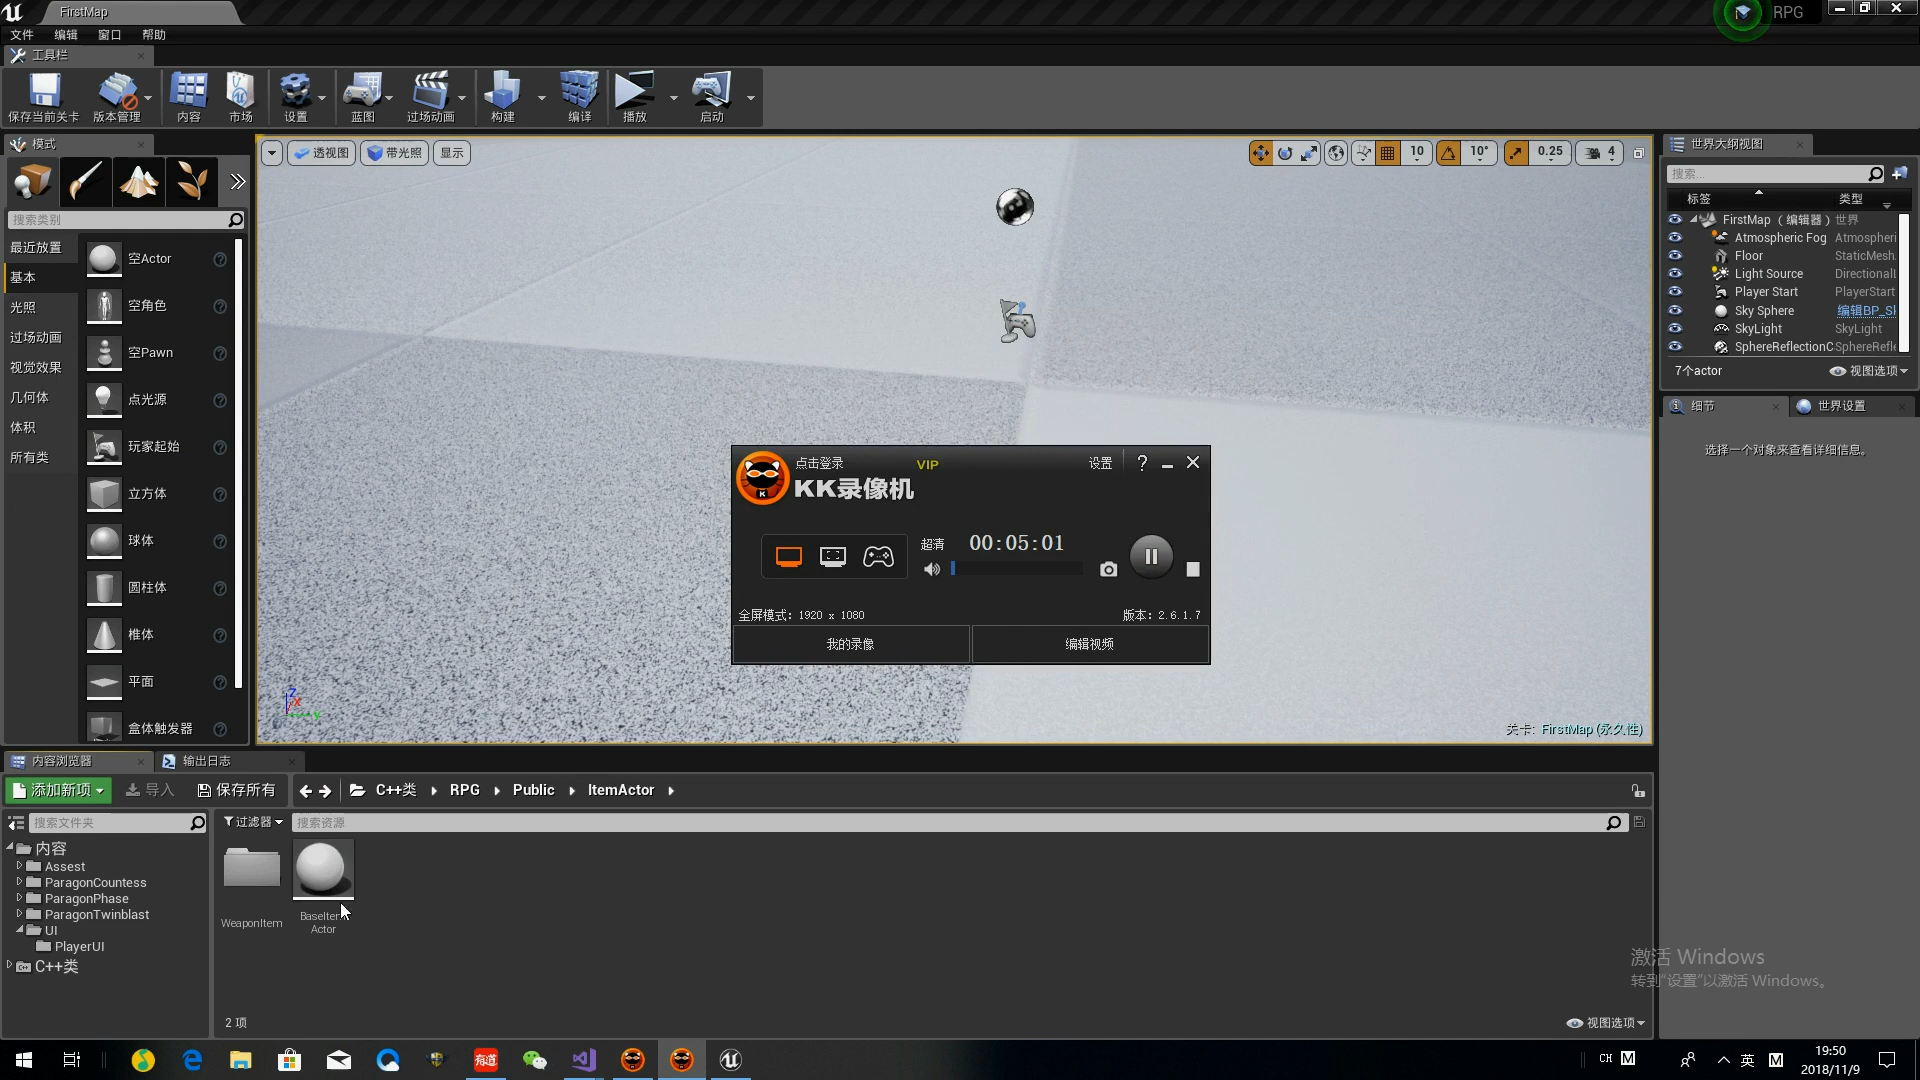 FirstMap
RPG
文件 编辑 窗口 帮助
工具栏
保存当前关卡 版本管理 内容 市场 设置 蓝图 过场动画 构建 编译 播放 启动
模式
透视图 带光照 显示
10 10° 0.25 4
世界大纲视图
搜索...
标签 类型
搜索类别
FirstMap （编辑器） 世界
Atmospheric Fog Atmospheri
Floor StaticMesh
Light Source Directionall
Player Start PlayerStart
Sky Sphere 编辑BP_Sk
SkyLight SkyLight
SphereReflectionC SphereRefle
7个actor 视图选项
最近放置
基本
光照
过场动画
视觉效果
几何体
体积
所有类
空Actor
空角色
空Pawn
点光源
玩家起始
立方体
球体
圆柱体
椎体
平面
盒体触发器
细节 世界设置
选择一个对象来查看详细信息。
点击登录 VIP 设置 ?
KK录像机
超清 00:05:01
全屏模式: 1920 x 1080 版本: 2.6.1.7
我的录像 编辑视频
Z
X
Y
关卡: FirstMap (永久性)
内容浏览器 输出日志
添加新项 导入 保存所有 C++类 RPG Public ItemActor
搜索文件夹 过滤器 搜索资源
内容
Assest
ParagonCountess
ParagonPhase
ParagonTwinblast
UI
PlayerUI
C++类
WeaponItem
BaseItem
Actor
2 项 视图选项
激活 Windows
转到"设置"以激活 Windows。
有道
CH M 英 M
19:50
2018/11/9